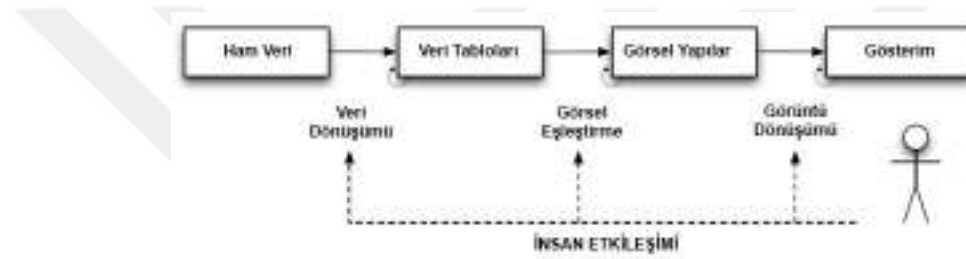 Ham Veri
Veri Tabloları
Görsel Yapılar
Gösterim
Veri
Dönüşümü
Görsel
Eşleştirme
Görüntü
Dönüşümü
İNSAN ETKİLEŞİMİ